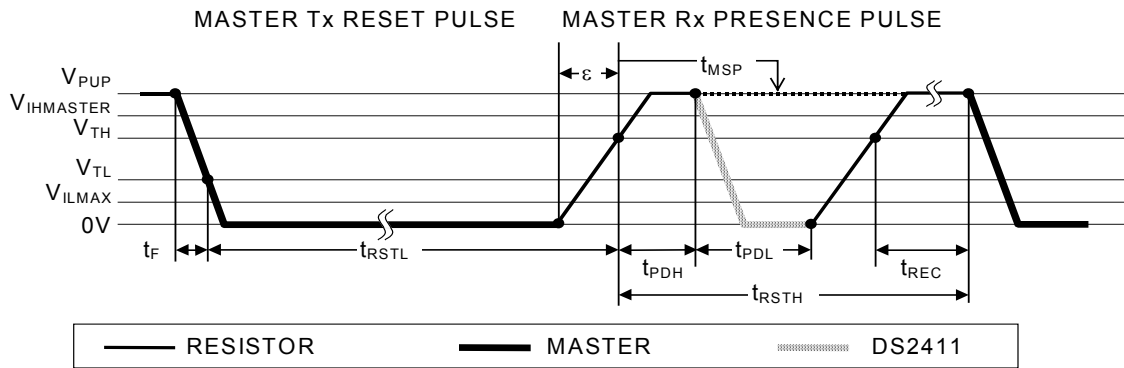 MASTER Tx RESET PULSE MASTER Rx PRESENCE PULSE
ε tMSP
VPUP
VIHMASTER
VTH
VTL
VILMAX
0V
tF tRSTL tPDH tPDL tREC
tRSTH
RESISTOR MASTER DS2411